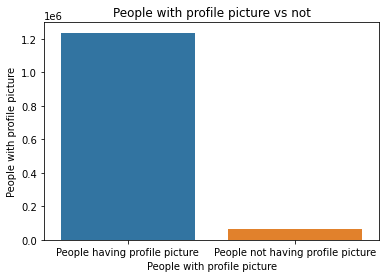 People with profile picture vs not
1e6
1.2
1.0
0.8
0.6
0.4
0.2
0.0
People with profile picture
People having profile picture
People not having profile picture
People with profile picture